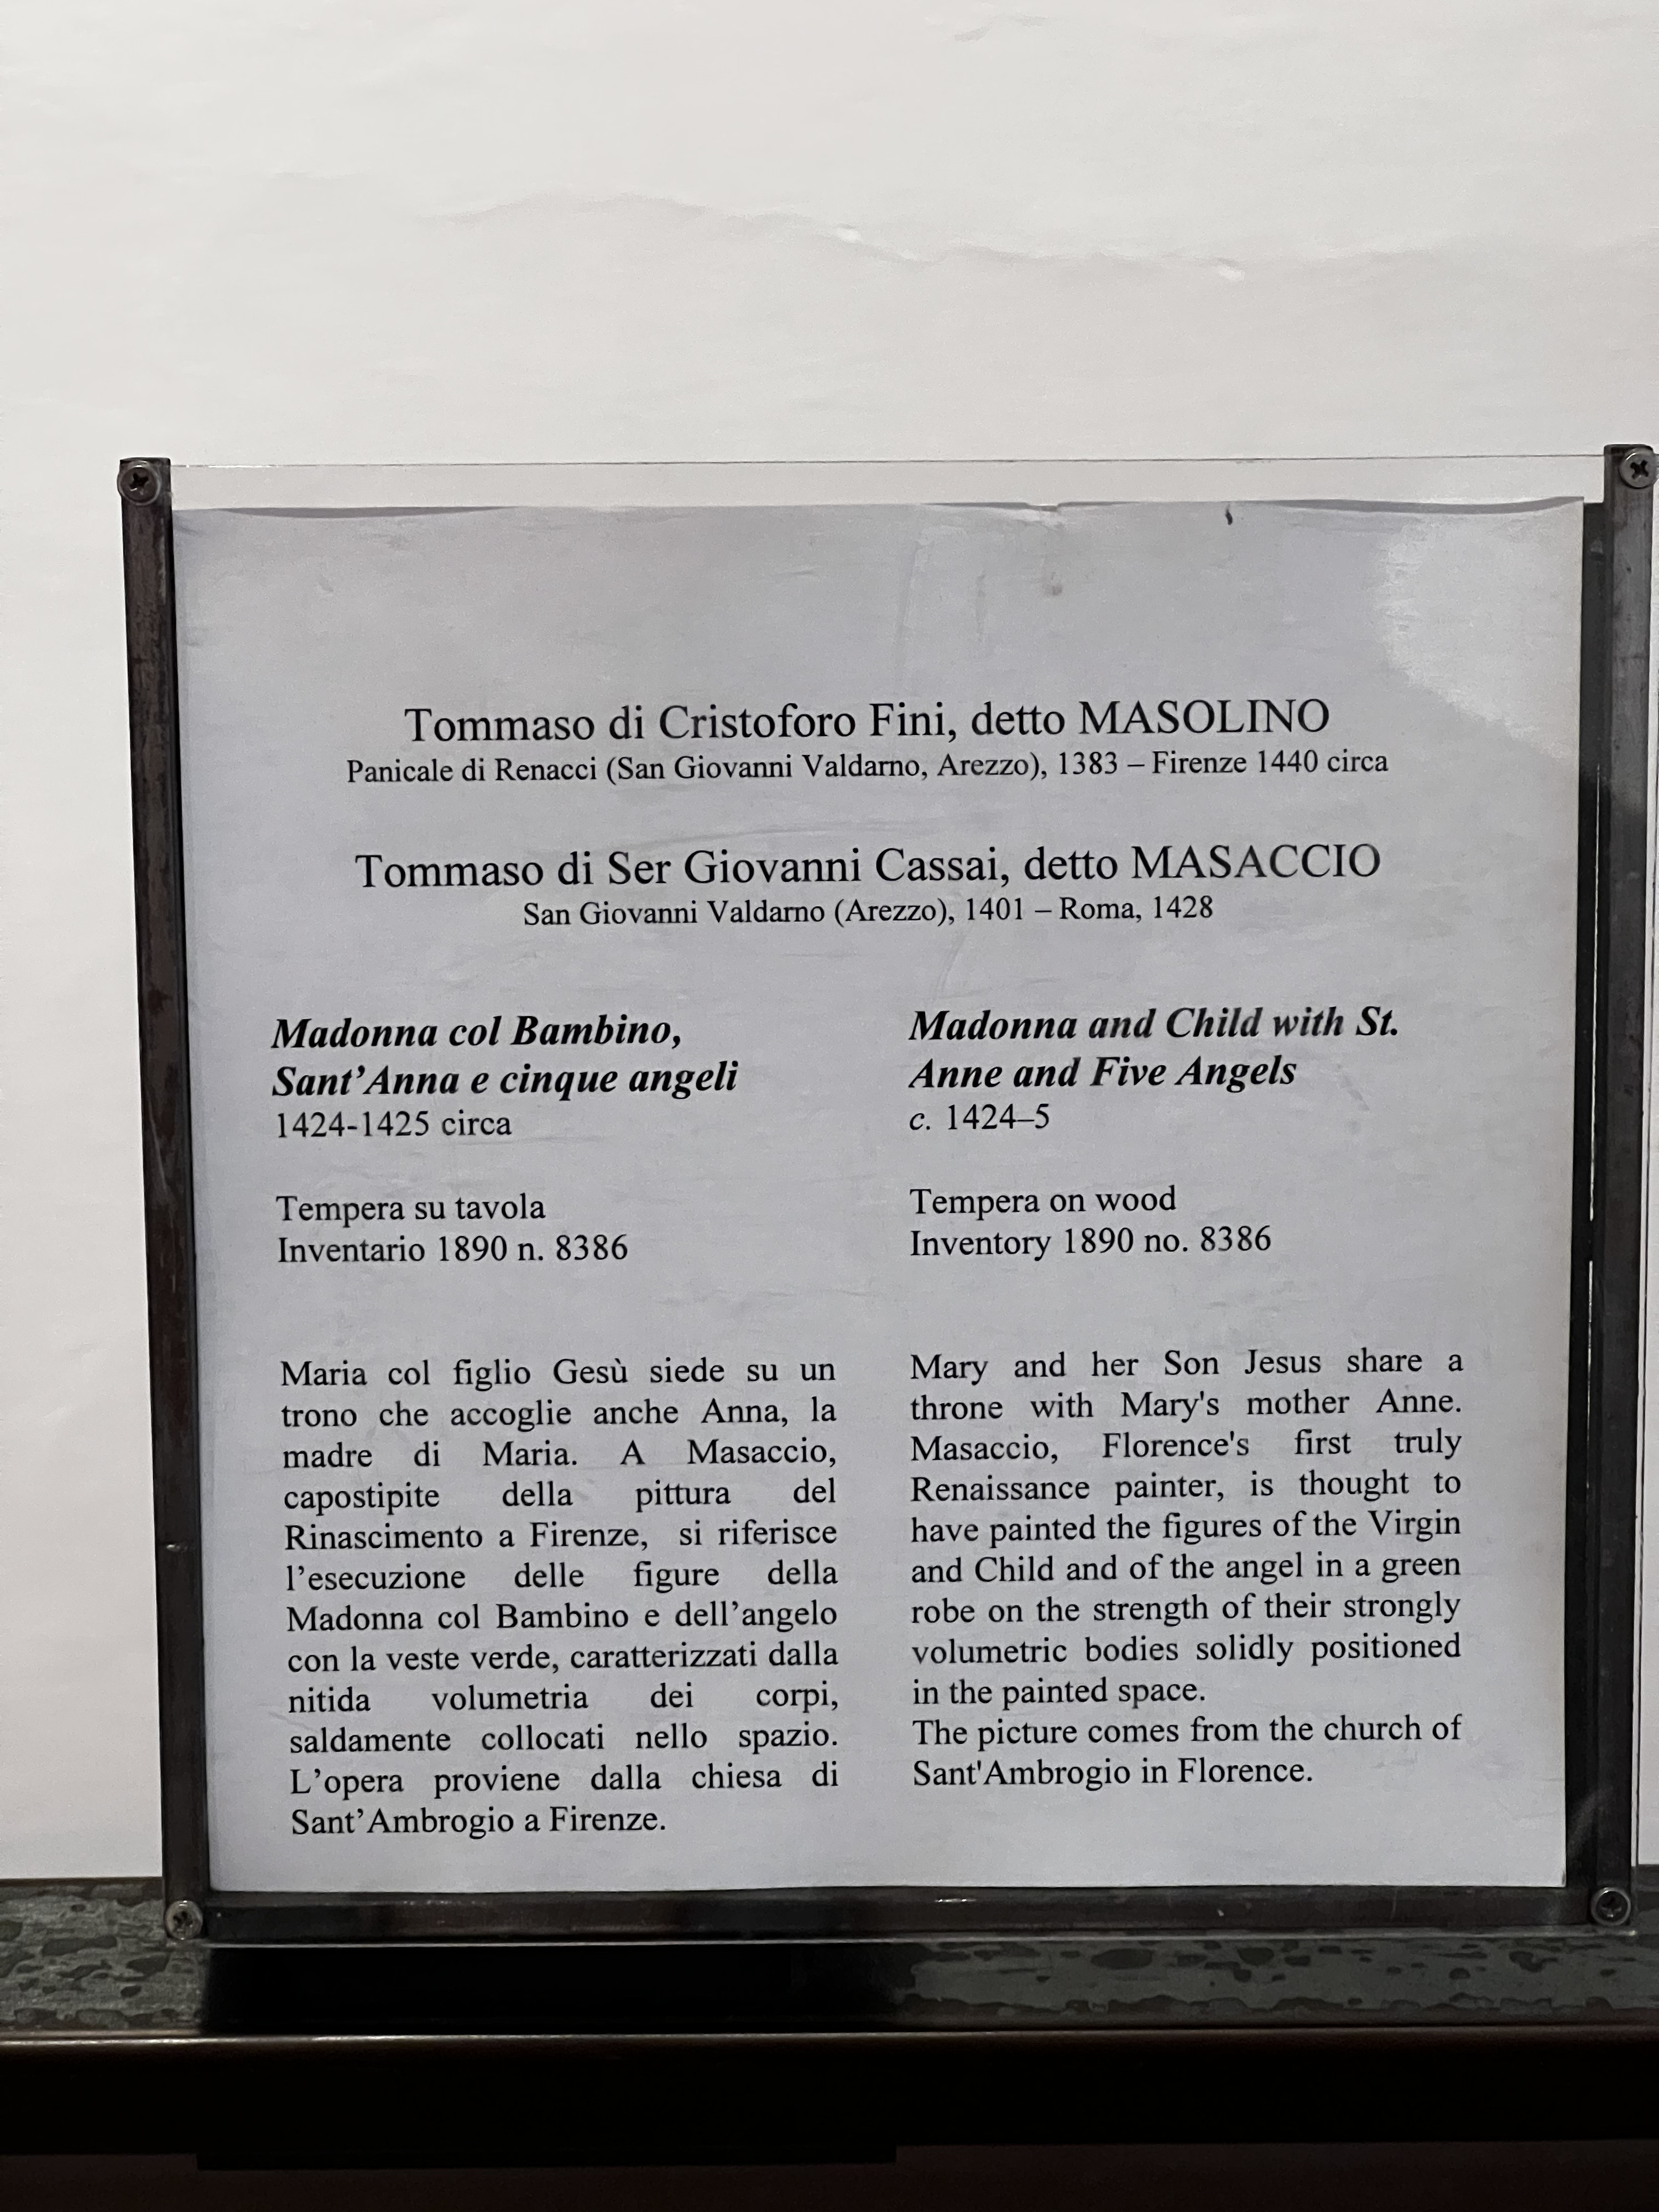 Tommaso di Cristoforo Fini, detto MASOLINO
Panicale di Renacci (San Giovanni Valdarno, Arezzo), 1383 – Firenze 1440 circa
Tommaso di Ser Giovanni Cassai, detto MASACCIO
San Giovanni Valdarno (Arezzo), 1401 – Roma, 1428
Madonna col Bambino,
Sant’Anna e cinque angeli
1424-1425 circa
Tempera su tavola
Inventario 1890 n. 8386
Maria col figlio Gesù siede su un
trono che accoglie anche Anna, la
madre di Maria. A Masaccio,
capostipite della pittura del
Rinascimento a Firenze, si riferisce
l’esecuzione delle figure della
Madonna col Bambino e dell’angelo
con la veste verde, caratterizzati dalla
nitida volumetria dei corpi,
saldamente collocati nello spazio.
L’opera proviene dalla chiesa di
Sant’Ambrogio a Firenze.
Madonna and Child with St.
Anne and Five Angels
c. 1424–5
Tempera on wood
Inventory 1890 no. 8386
Mary and her Son Jesus share a
throne with Mary's mother Anne.
Masaccio, Florence's first truly
Renaissance painter, is thought to
have painted the figures of the Virgin
and Child and of the angel in a green
robe on the strength of their strongly
volumetric bodies solidly positioned
in the painted space.
The picture comes from the church of
Sant'Ambrogio in Florence.